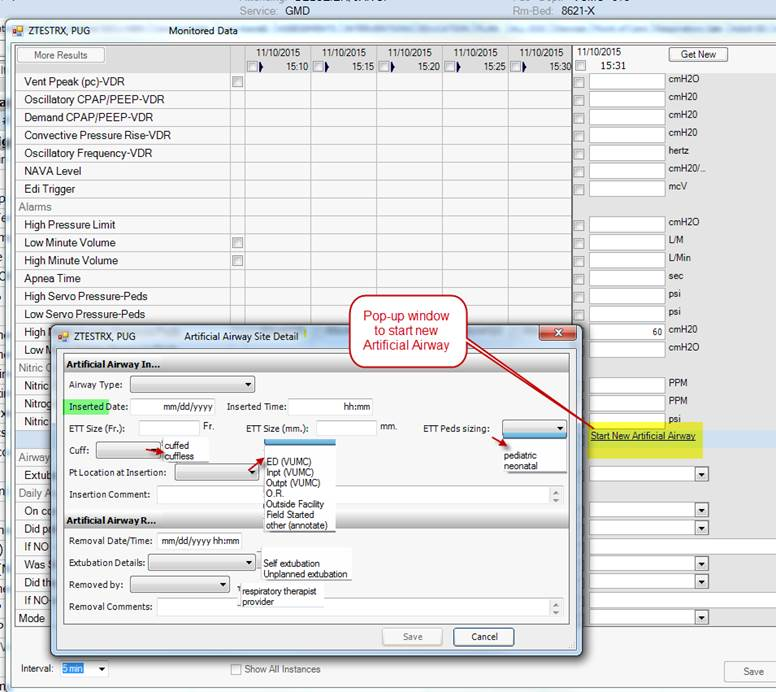 Service: GMD
Rm-Bed: 8621-X
ZTESTRX, PUG Monitored Data
More Results
11/10/2015 11/10/2015 11/10/2015 11/10/2015 11/10/2015 11/10/2015 Get New
15:10 15:15 15:20 15:25 15:30 15:31
Vent Ppeak (pc)-VDR cmH2O
Oscillatory CPAP/PEEP-VDR cmH20
Demand CPAP/PEEP-VDR cmH20
Convective Pressure Rise-VDR cmH20
Oscillatory Frequency-VDR hertz
NAVA Level cmH20/..
Edi Trigger mcV
Alarms
High Pressure Limit cmH2O
Low Minute Volume L/M
High Minute Volume L/Min
Apnea Time sec
High Servo Pressure-Peds psi
Low Servo Pressure-Peds psi
High 60 cmH20
Low cmH2O
Nitric
Nitric PPM
Nitrog PPM
Nitric psi
Start New Artificial Airway
Airway
Extub
Daily A
On co
Did pa
If NO
Was S
Did th
If NO-
Mode
Pop-up window
to start new
Artificial Airway
ZTESTRX, PUG Artificial Airway Site Detail
Artificial Airway In...
Airway Type:
Inserted Date: mm/dd/yyyy Inserted Time: hh:mm
ETT Size (Fr.): Fr. ETT Size (mm.): mm. ETT Peds sizing:
Cuff: cuffed
cuffless
pediatric
neonatal
Pt Location at Insertion:
ED (VUMC)
Inpt (VUMC)
Outpt (VUMC)
O.R.
Outside Facility
Field Started
other (annotate)
Insertion Comment:
Artificial Airway R...
Removal Date/Time: mm/dd/yyyy hh:mm
Extubation Details: Self extubation
Unplanned extubation
Removed by: respiratory therapist
provider
Removal Comments:
Save Cancel
Interval: 5 min Show All Instances Save